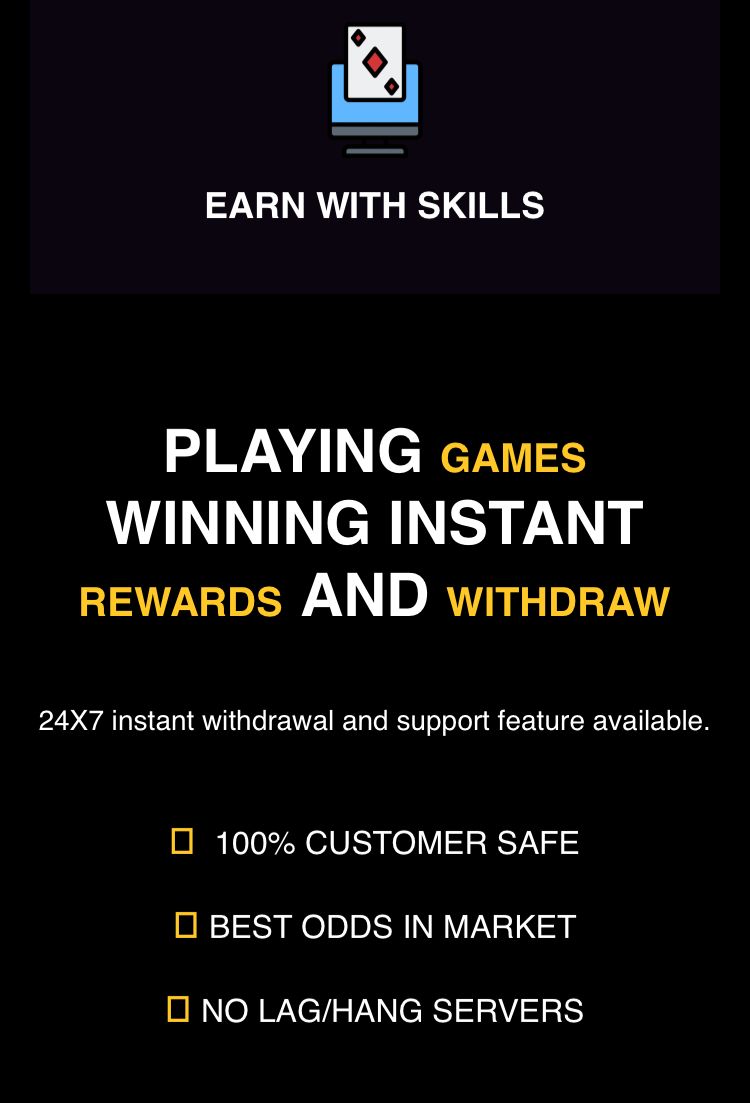 EARN WITH SKILLS
PLAYING GAMES
WINNING INSTANT
REWARDS AND WITHDRAW
24X7 instant withdrawal and support feature available.
100% CUSTOMER SAFE
BEST ODDS IN MARKET
NO LAG/HANG SERVERS